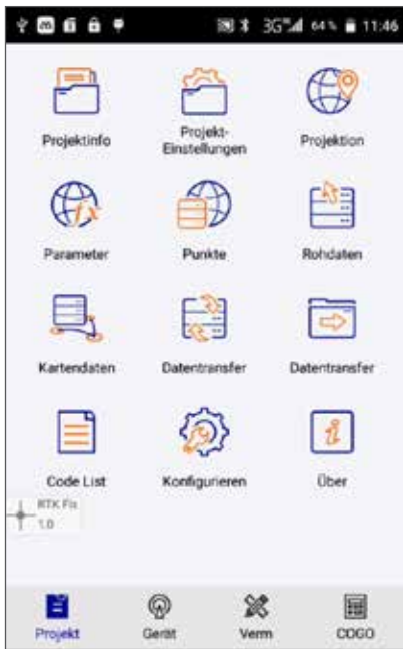 3G 64% 11:46
Projektinfo
Projekt-
Einstellungen
Projektion
Parameter
Punkte
Rohdaten
Kartendaten
Datentransfer
Datentransfer
Code List
Konfigurieren
Über
RTK Fix
1.0
Projekt
Gerät
Verm
COGO